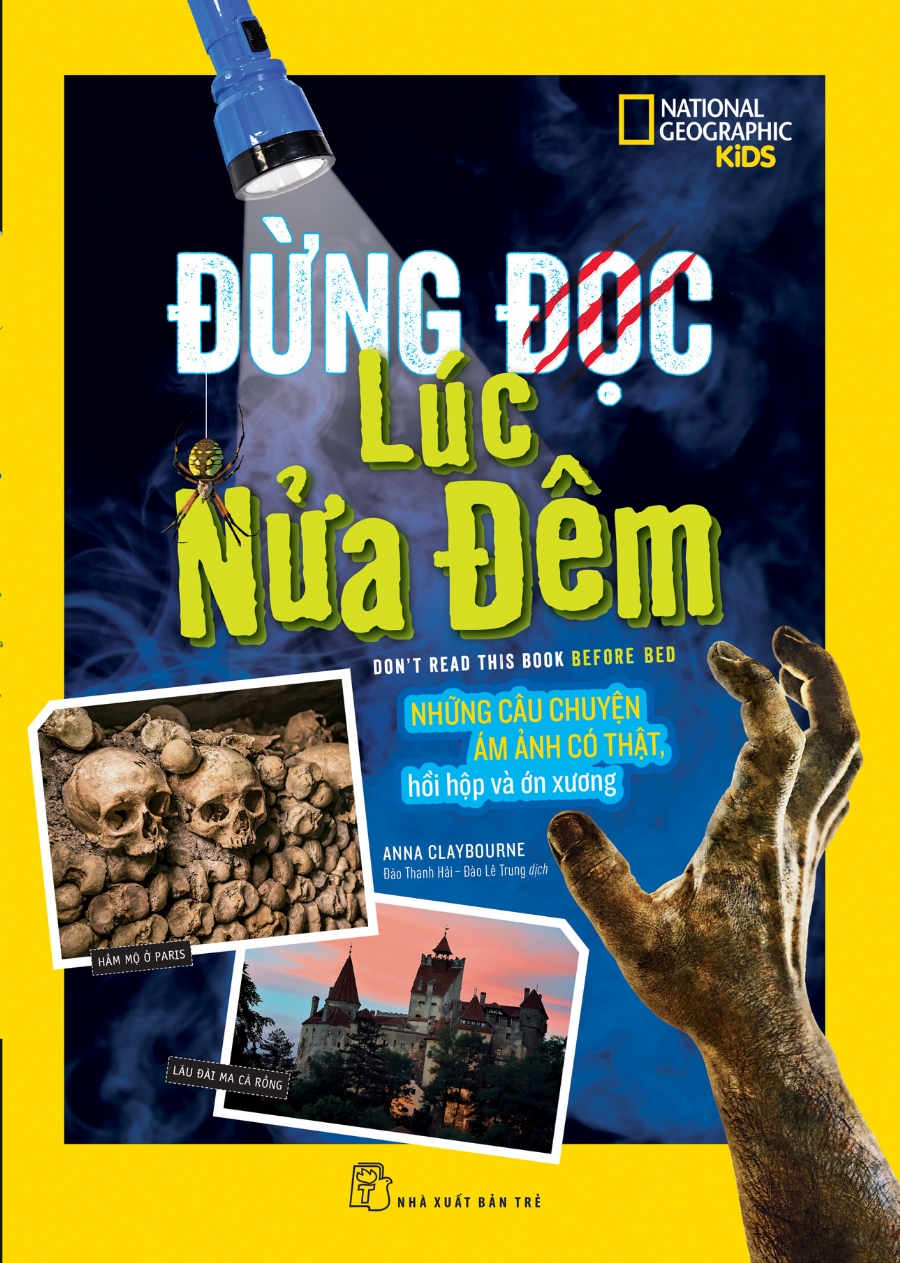 NATIONAL
GEOGRAPHIC
KiDS
ĐỪNG ĐỌC
Lúc
Nửa Đêm
DON'T READ THIS BOOK BEFORE BED
NHỮNG CÂU CHUYỆN
ÁM ẢNH CÓ THẬT,
hồi hộp và ớn xương
ANNA CLAYBOURNE
Đào Thanh Hải – Đào Lê Trung dịch
HẦM MỘ Ở PARIS
LÂU ĐÀI MA CÀ RỒNG
T
NHÀ XUẤT BẢN TRẺ